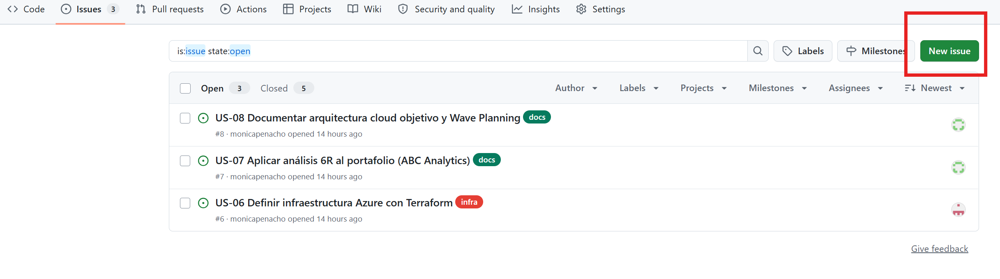 Code Issues 3 Pull requests Actions Projects Wiki Security and quality Insights Settings
is:issue state:open Labels Milestones New issue
Open 3 Closed 5 Author Labels Projects Milestones Assignees Newest
US-08 Documentar arquitectura cloud objetivo y Wave Planning docs
#8 · monicapenacho opened 14 hours ago
US-07 Aplicar análisis 6R al portafolio (ABC Analytics) docs
#7 · monicapenacho opened 14 hours ago
US-06 Definir infraestructura Azure con Terraform infra
#6 · monicapenacho opened 14 hours ago
Give feedback